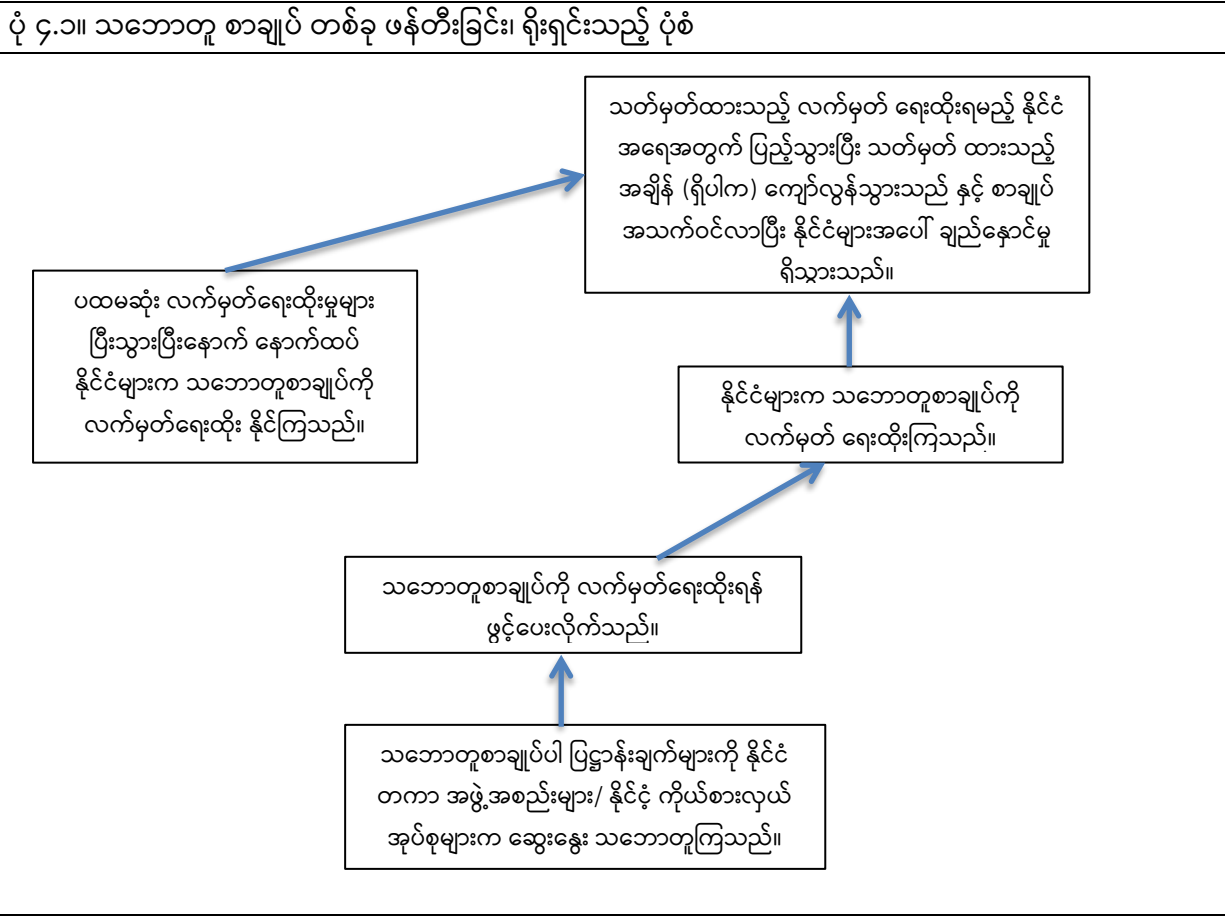 ပုံ ၄.၁။ သဘောတူ စာချုပ် တစ်ခု ဖန်တီးခြင်း၊ ရိုးရှင်းသည့် ပုံစံ
သတ်မှတ်ထားသည့် လက်မှတ် ရေးထိုးရမည့် နိုင်ငံ
အရေအတွက် ပြည့်သွားပြီး သတ်မှတ် ထားသည့်
အချိန် (ရှိပါက) ကျော်လွန်သွားသည် နှင့် စာချုပ်
အသက်ဝင်လာပြီး နိုင်ငံများအပေါ် ချည်နှောင်မှု
ရှိသွားသည်။
ပထမဆုံး လက်မှတ်ရေးထိုးမှုများ
ပြီးသွားပြီးနောက် နောက်ထပ်
နိုင်ငံများက သဘောတူစာချုပ်ကို
လက်မှတ်ရေးထိုး နိုင်ကြသည်။
နိုင်ငံများက သဘောတူစာချုပ်ကို
လက်မှတ် ရေးထိုးကြသည်။
သဘောတူစာချုပ်ကို လက်မှတ်ရေးထိုးရန်
ဖွင့်ပေးလိုက်သည်။
သဘောတူစာချုပ်ပါ ပြဋ္ဌာန်းချက်များကို နိုင်ငံ
တကာ အဖွဲ့အစည်းများ/ နိုင်ငံ့ ကိုယ်စားလှယ်
အုပ်စုများက ဆွေးနွေး သဘောတူကြသည်။